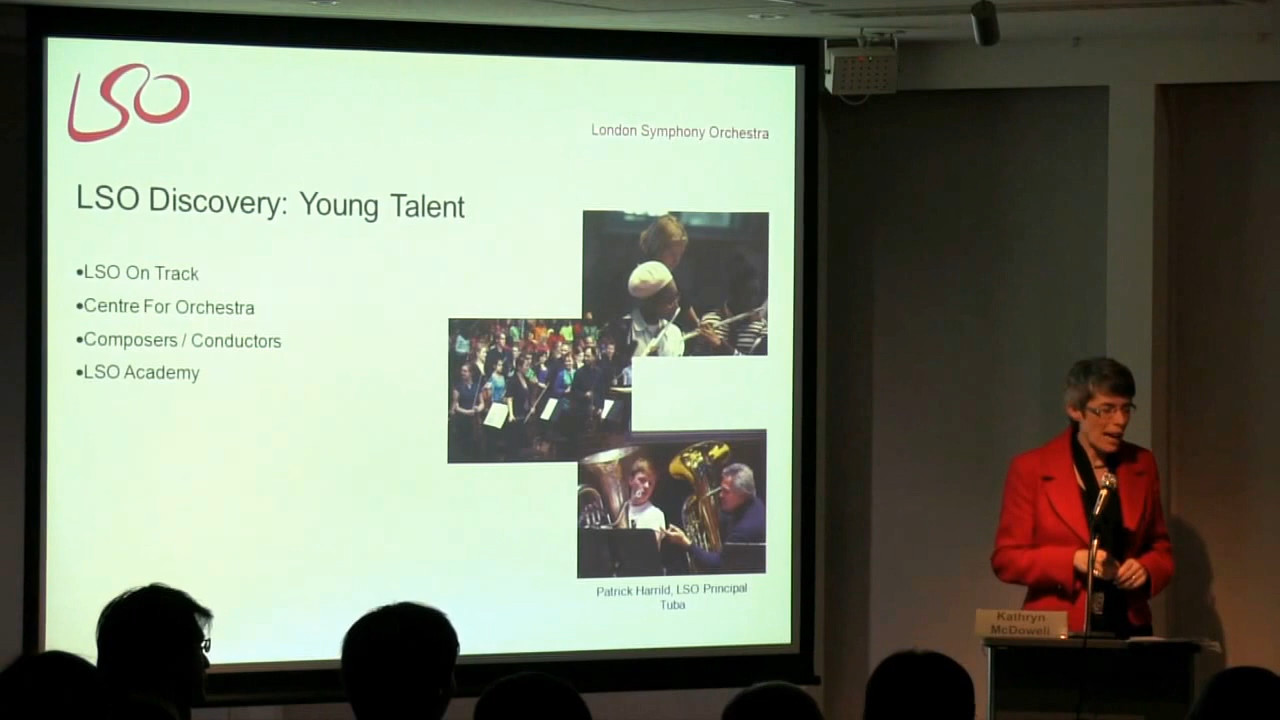 LSO
London Symphony Orchestra
LSO Discovery: Young Talent
•LSO On Track
•Centre For Orchestra
•Composers / Conductors
•LSO Academy
Patrick Harrild, LSO Principal
Tuba
Kathryn
McDowell